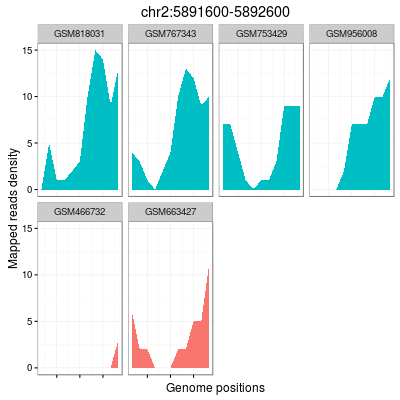 chr2:5891600-5892600
GSM818031 GSM767343 GSM753429 GSM956008
15
10
5
0
GSM466732 GSM663427
15
10
5
0
Mapped reads density
Genome positions